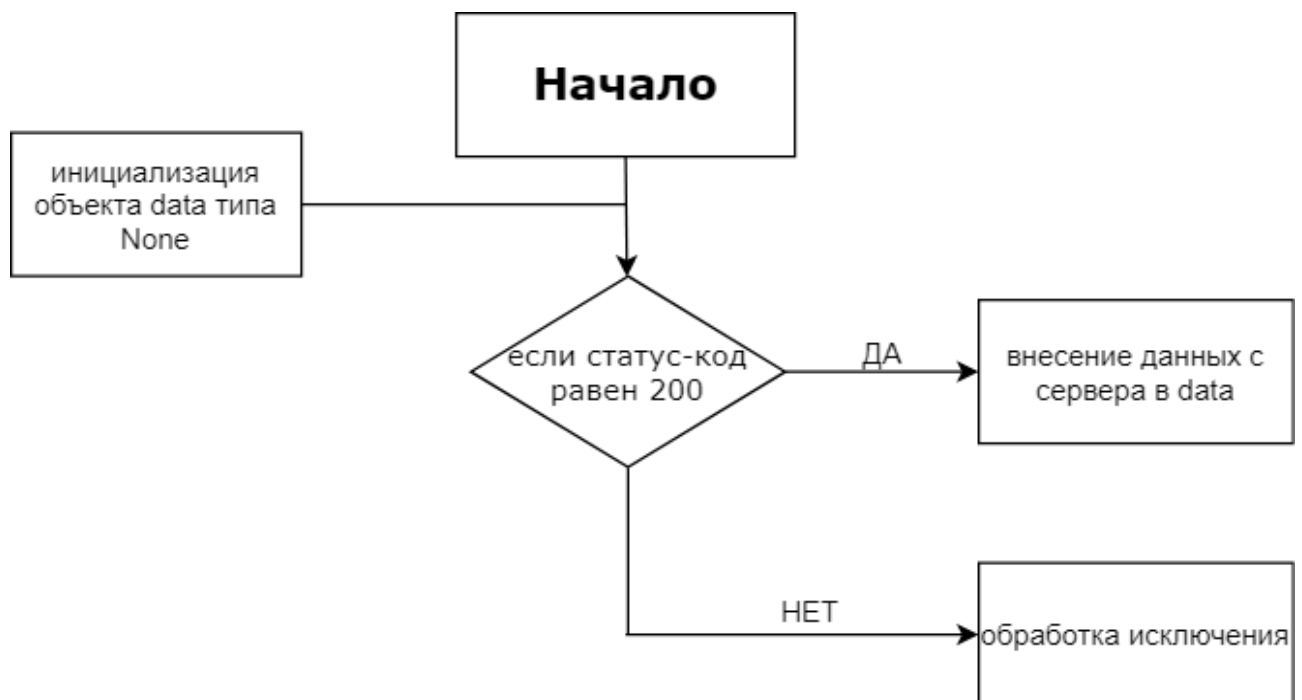 Начало
инициализация
объекта data типа
None
если статус-код
равен 200
ДА
внесение данных с
сервера в data
НЕТ
обработка исключения